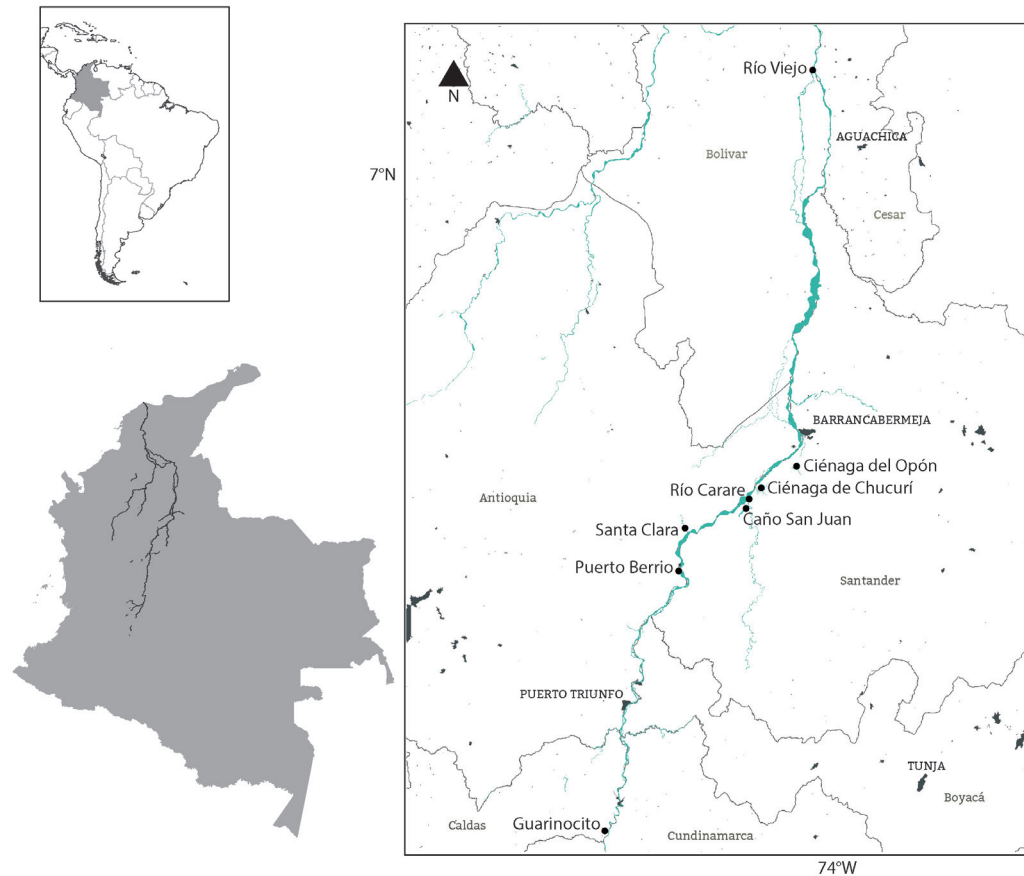 Río Viejo
N
AGUACHICA
Bolívar
7°N
Cesar
BARRANCABERMEJA
Ciénaga del Opón
Río Carare
Ciénaga de Chucurí
Antioquia
Caño San Juan
Santa Clara
Puerto Berrio
Santander
PUERTO TRIUNFO
TUNJA
Boyacá
Guarinocito
Caldas
Cundinamarca
74°W